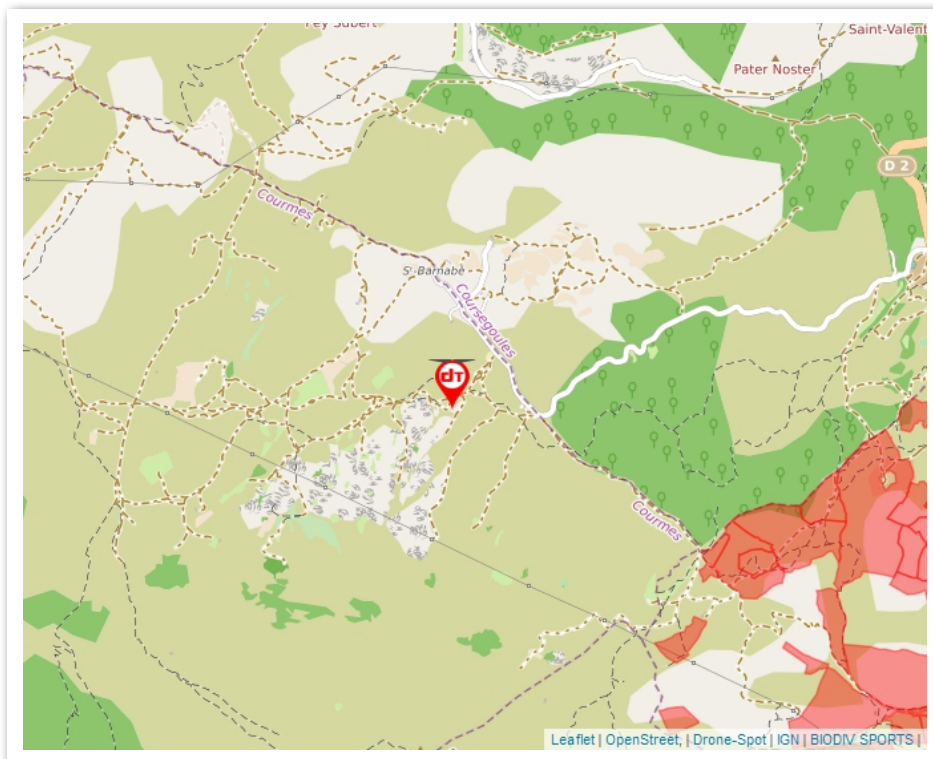 Pey Subert
Saint-Valent
Pater Noster
D 2
Courmes
St-Barnabé
Coursegoules
dT
Courmes
Leaflet | OpenStreet, | Drone-Spot | IGN | BIODIV. SPORTS |